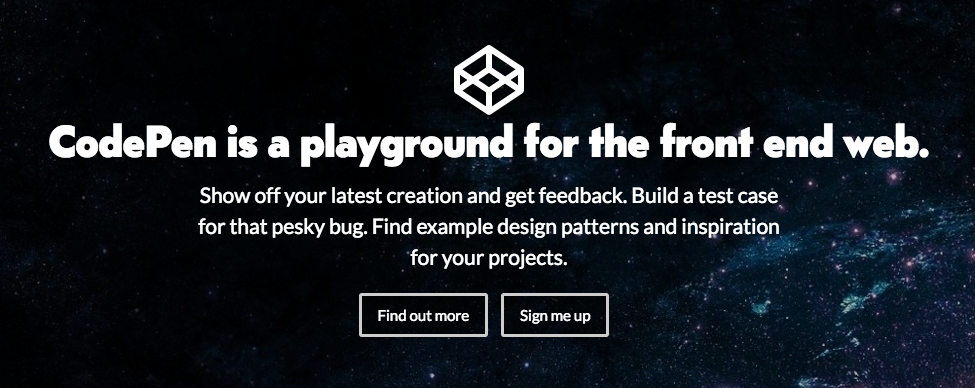 CodePen is a playground for the front end web.
Show off your latest creation and get feedback. Build a test case
for that pesky bug. Find example design patterns and inspiration
for your projects.
Find out more
Sign me up